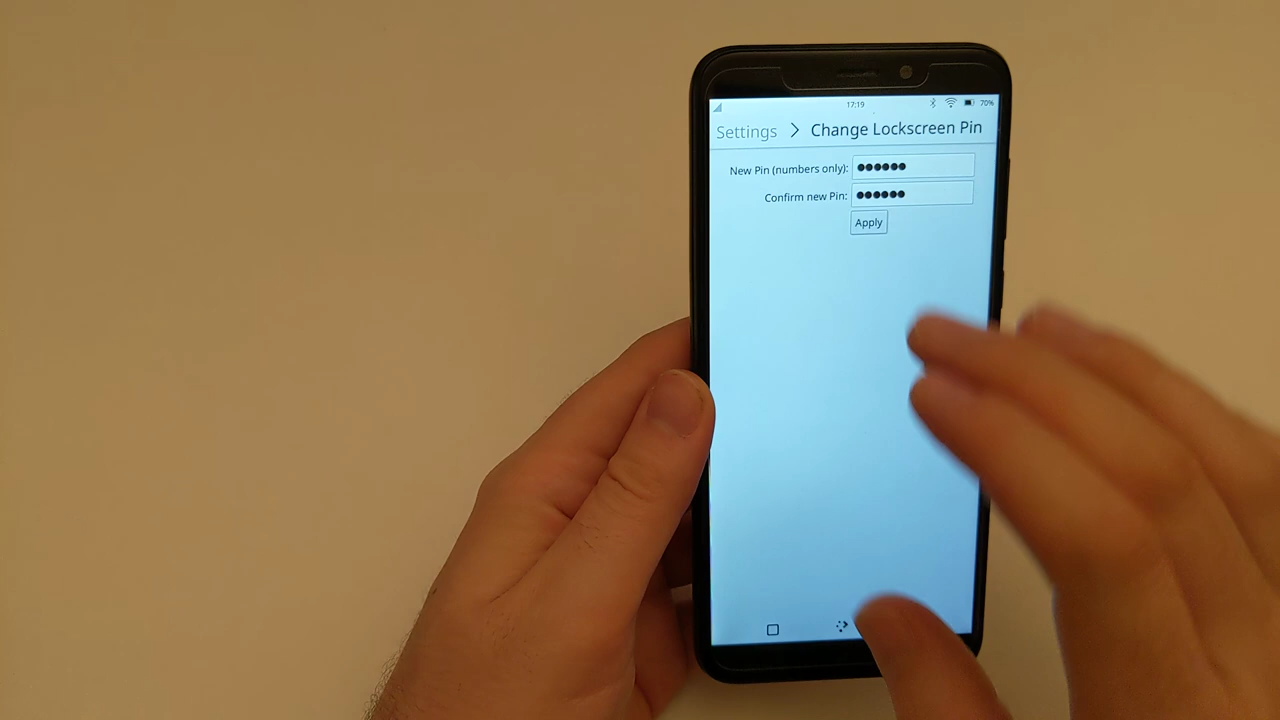 17:19 70%
Settings > Change Lockscreen Pin
New Pin (numbers only): ●●●●●●
Confirm new Pin: ●●●●●●
Apply